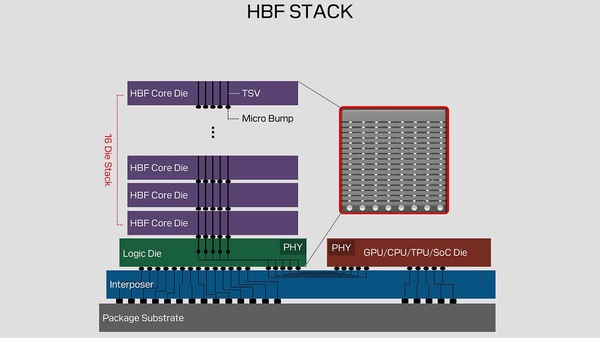 HBF STACK
HBF Core Die
TSV
Micro Bump
16 Die Stack
HBF Core Die
HBF Core Die
HBF Core Die
Logic Die
PHY
PHY
GPU/CPU/TPU/SoC Die
Interposer
Package Substrate